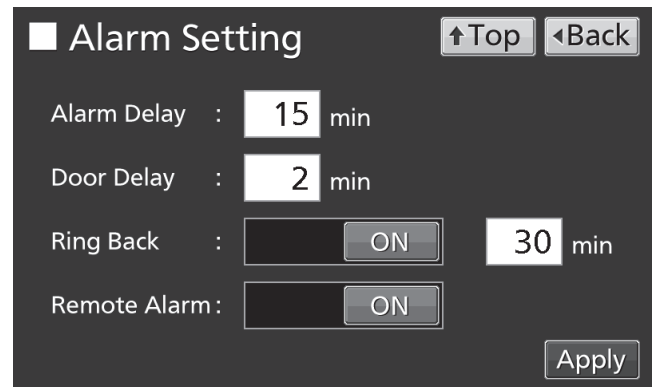 Alarm Setting
Top
Back
Alarm Delay : 15 min
Door Delay : 2 min
Ring Back : ON 30 min
Remote Alarm : ON
Apply